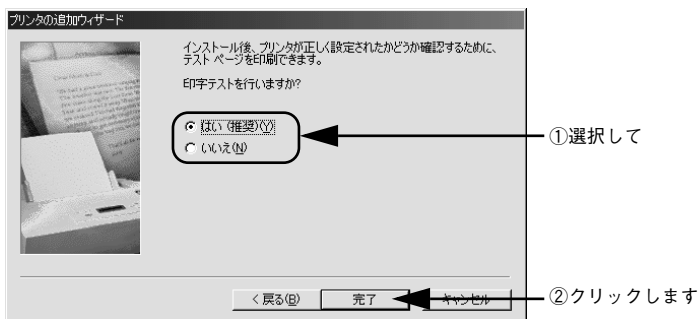 プリンタの追加ウィザード
インストール後、プリンタが正しく設定されたかどうか確認するために、
テスト ページを印刷できます。
印字テストを行いますか?
はい (推奨)(Y)
いいえ(N)
①選択して
< 戻る(B)
完了
キャンセル
②クリックします